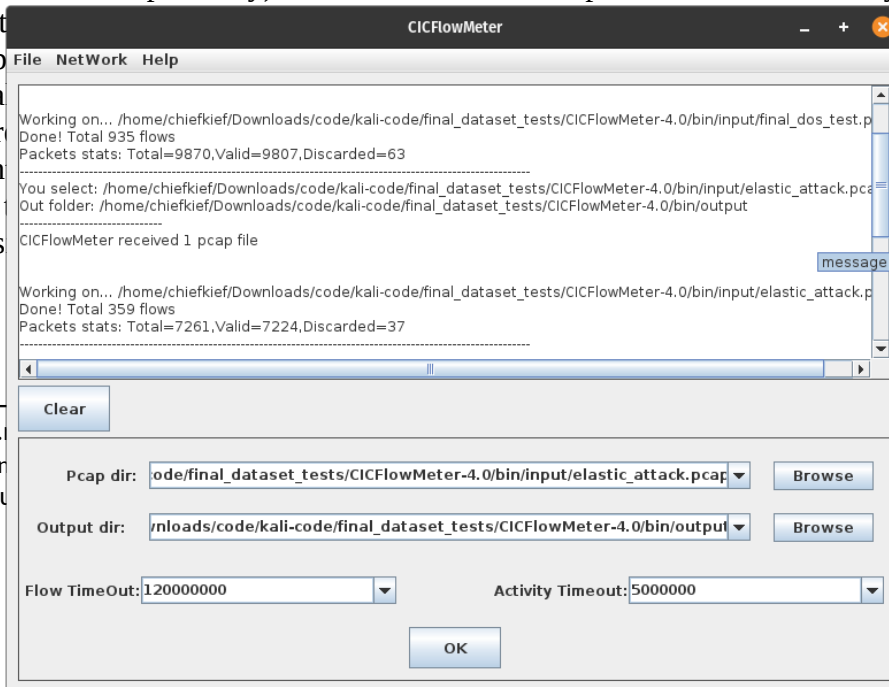 CICFlowMeter
File NetWork Help
Working on... /home/chiefkief/Downloads/code/kali-code/final_dataset_tests/CICFlowMeter-4.0/bin/input/final_dos_test.p
Done! Total 935 flows
Packets stats: Total=9870,Valid=9807,Discarded=63
--------------------------------------------------------------------------------------------------------------
You select: /home/chiefkief/Downloads/code/kali-code/final_dataset_tests/CICFlowMeter-4.0/bin/input/elastic_attack.pca
Out folder: /home/chiefkief/Downloads/code/kali-code/final_dataset_tests/CICFlowMeter-4.0/bin/output
-------------------------------
CICFlowMeter received 1 pcap file
message
Working on... /home/chiefkief/Downloads/code/kali-code/final_dataset_tests/CICFlowMeter-4.0/bin/input/elastic_attack.p
Done! Total 359 flows
Packets stats: Total=7261,Valid=7224,Discarded=37
--------------------------------------------------------------------------------------------------------------
Clear
Pcap dir: code/final_dataset_tests/CICFlowMeter-4.0/bin/input/elastic_attack.pcap Browse
Output dir: nloads/code/kali-code/final_dataset_tests/CICFlowMeter-4.0/bin/output Browse
Flow TimeOut: 120000000 Activity Timeout: 5000000
OK